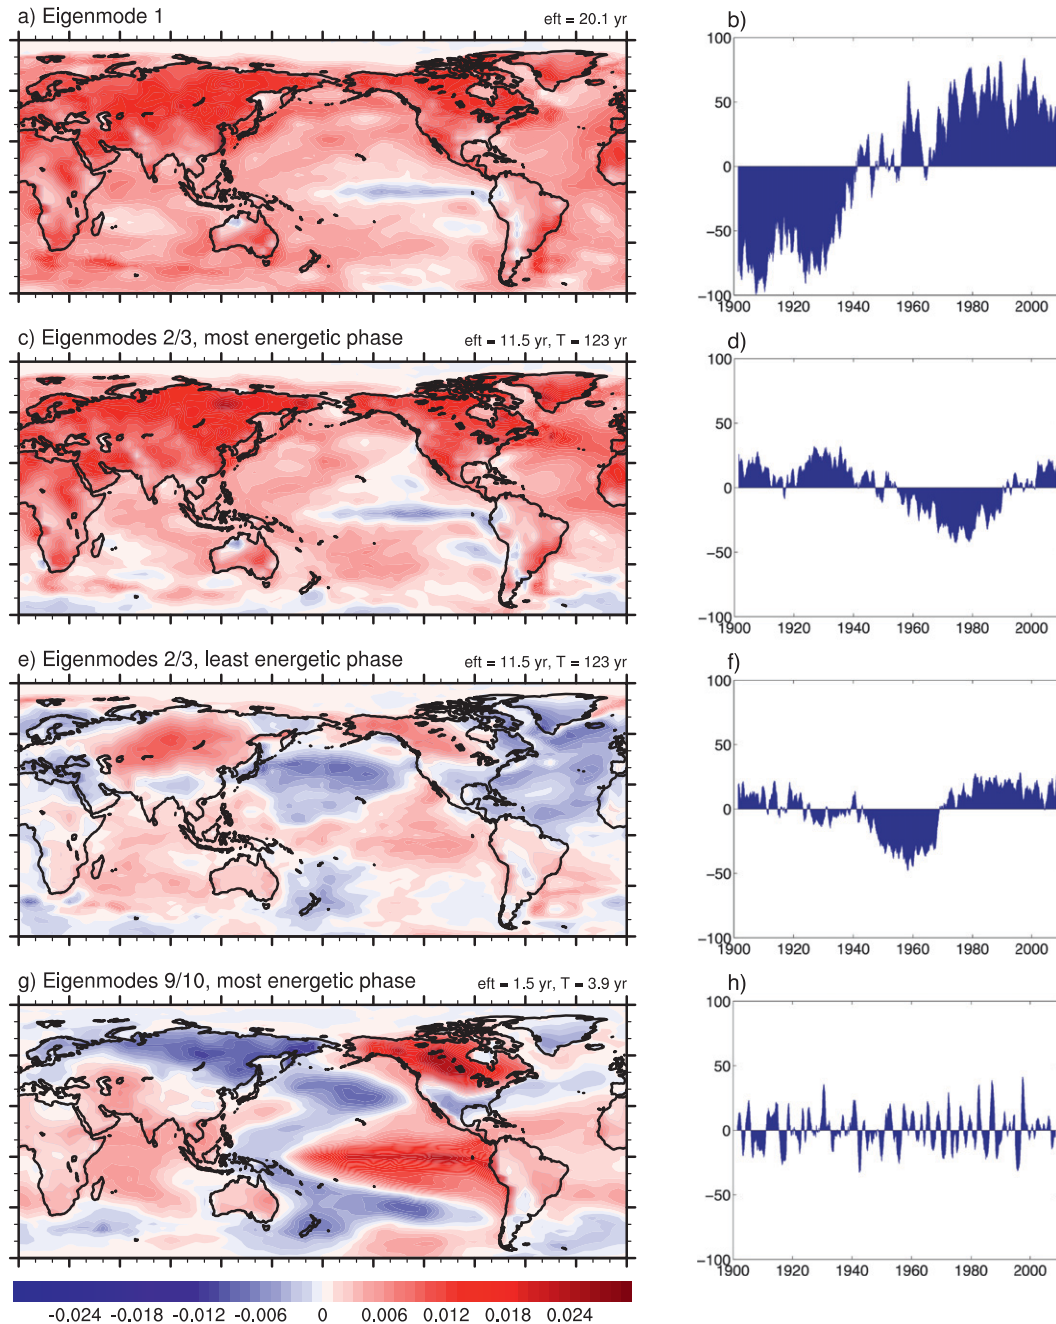 a) Eigenmode 1
eft = 20.1 yr
b)
100
50
0
−50
−100
1900 1920 1940 1960 1980 2000
c) Eigenmodes 2/3, most energetic phase
eft = 11.5 yr, T = 123 yr
d)
100
50
0
−50
−100
1900 1920 1940 1960 1980 2000
e) Eigenmodes 2/3, least energetic phase
eft = 11.5 yr, T = 123 yr
f)
100
50
0
−50
−100
1900 1920 1940 1960 1980 2000
g) Eigenmodes 9/10, most energetic phase
eft = 1.5 yr, T = 3.9 yr
h)
100
50
0
−50
−100
1900 1920 1940 1960 1980 2000
-0.024 -0.018 -0.012 -0.006 0 0.006 0.012 0.018 0.024